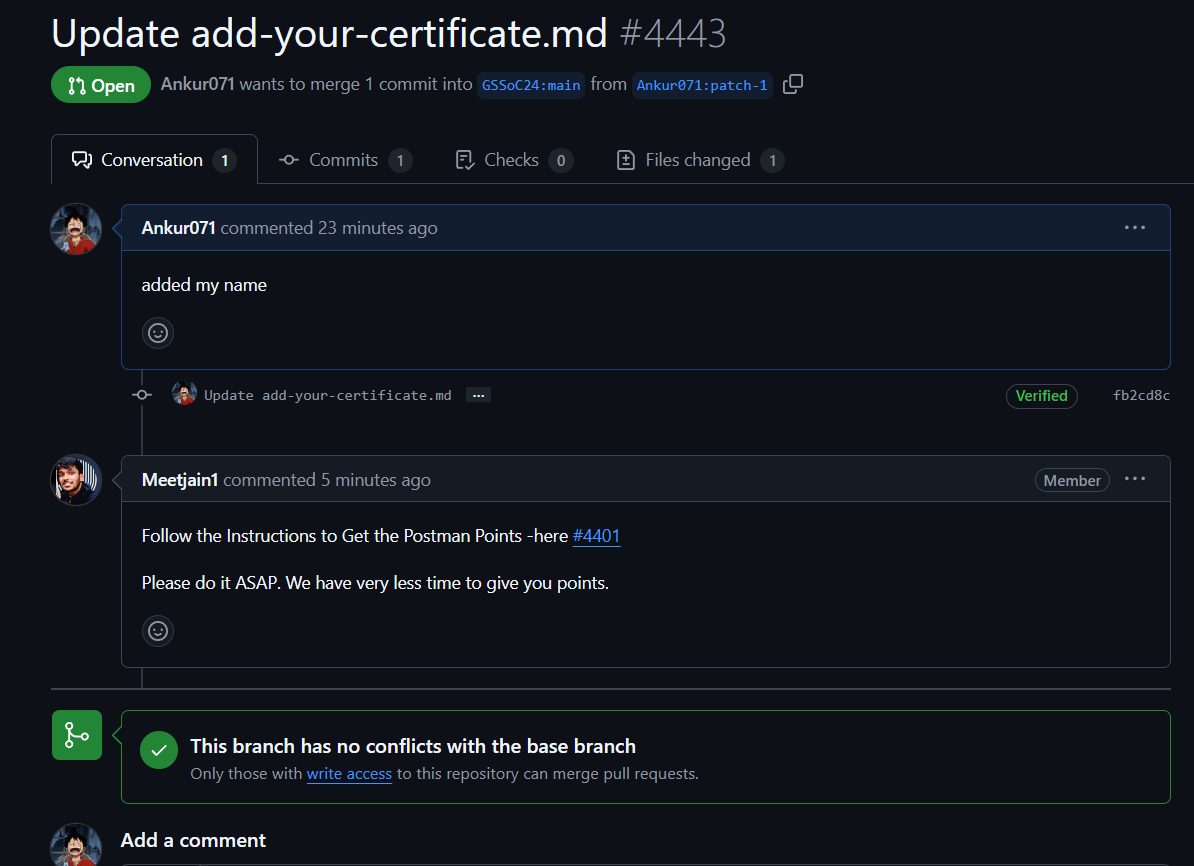 Update add-your-certificate.md #4443
Open Ankur071 wants to merge 1 commit into GSSoC24:main from Ankur071:patch-1
Conversation 1 Commits 1 Checks 0 Files changed 1
Ankur071 commented 23 minutes ago ...
added my name
Update add-your-certificate.md ... Verified fb2cd8c
Meetjain1 commented 5 minutes ago Member ...
Follow the Instructions to Get the Postman Points -here #4401
Please do it ASAP. We have very less time to give you points.
This branch has no conflicts with the base branch
Only those with write access to this repository can merge pull requests.
Add a comment